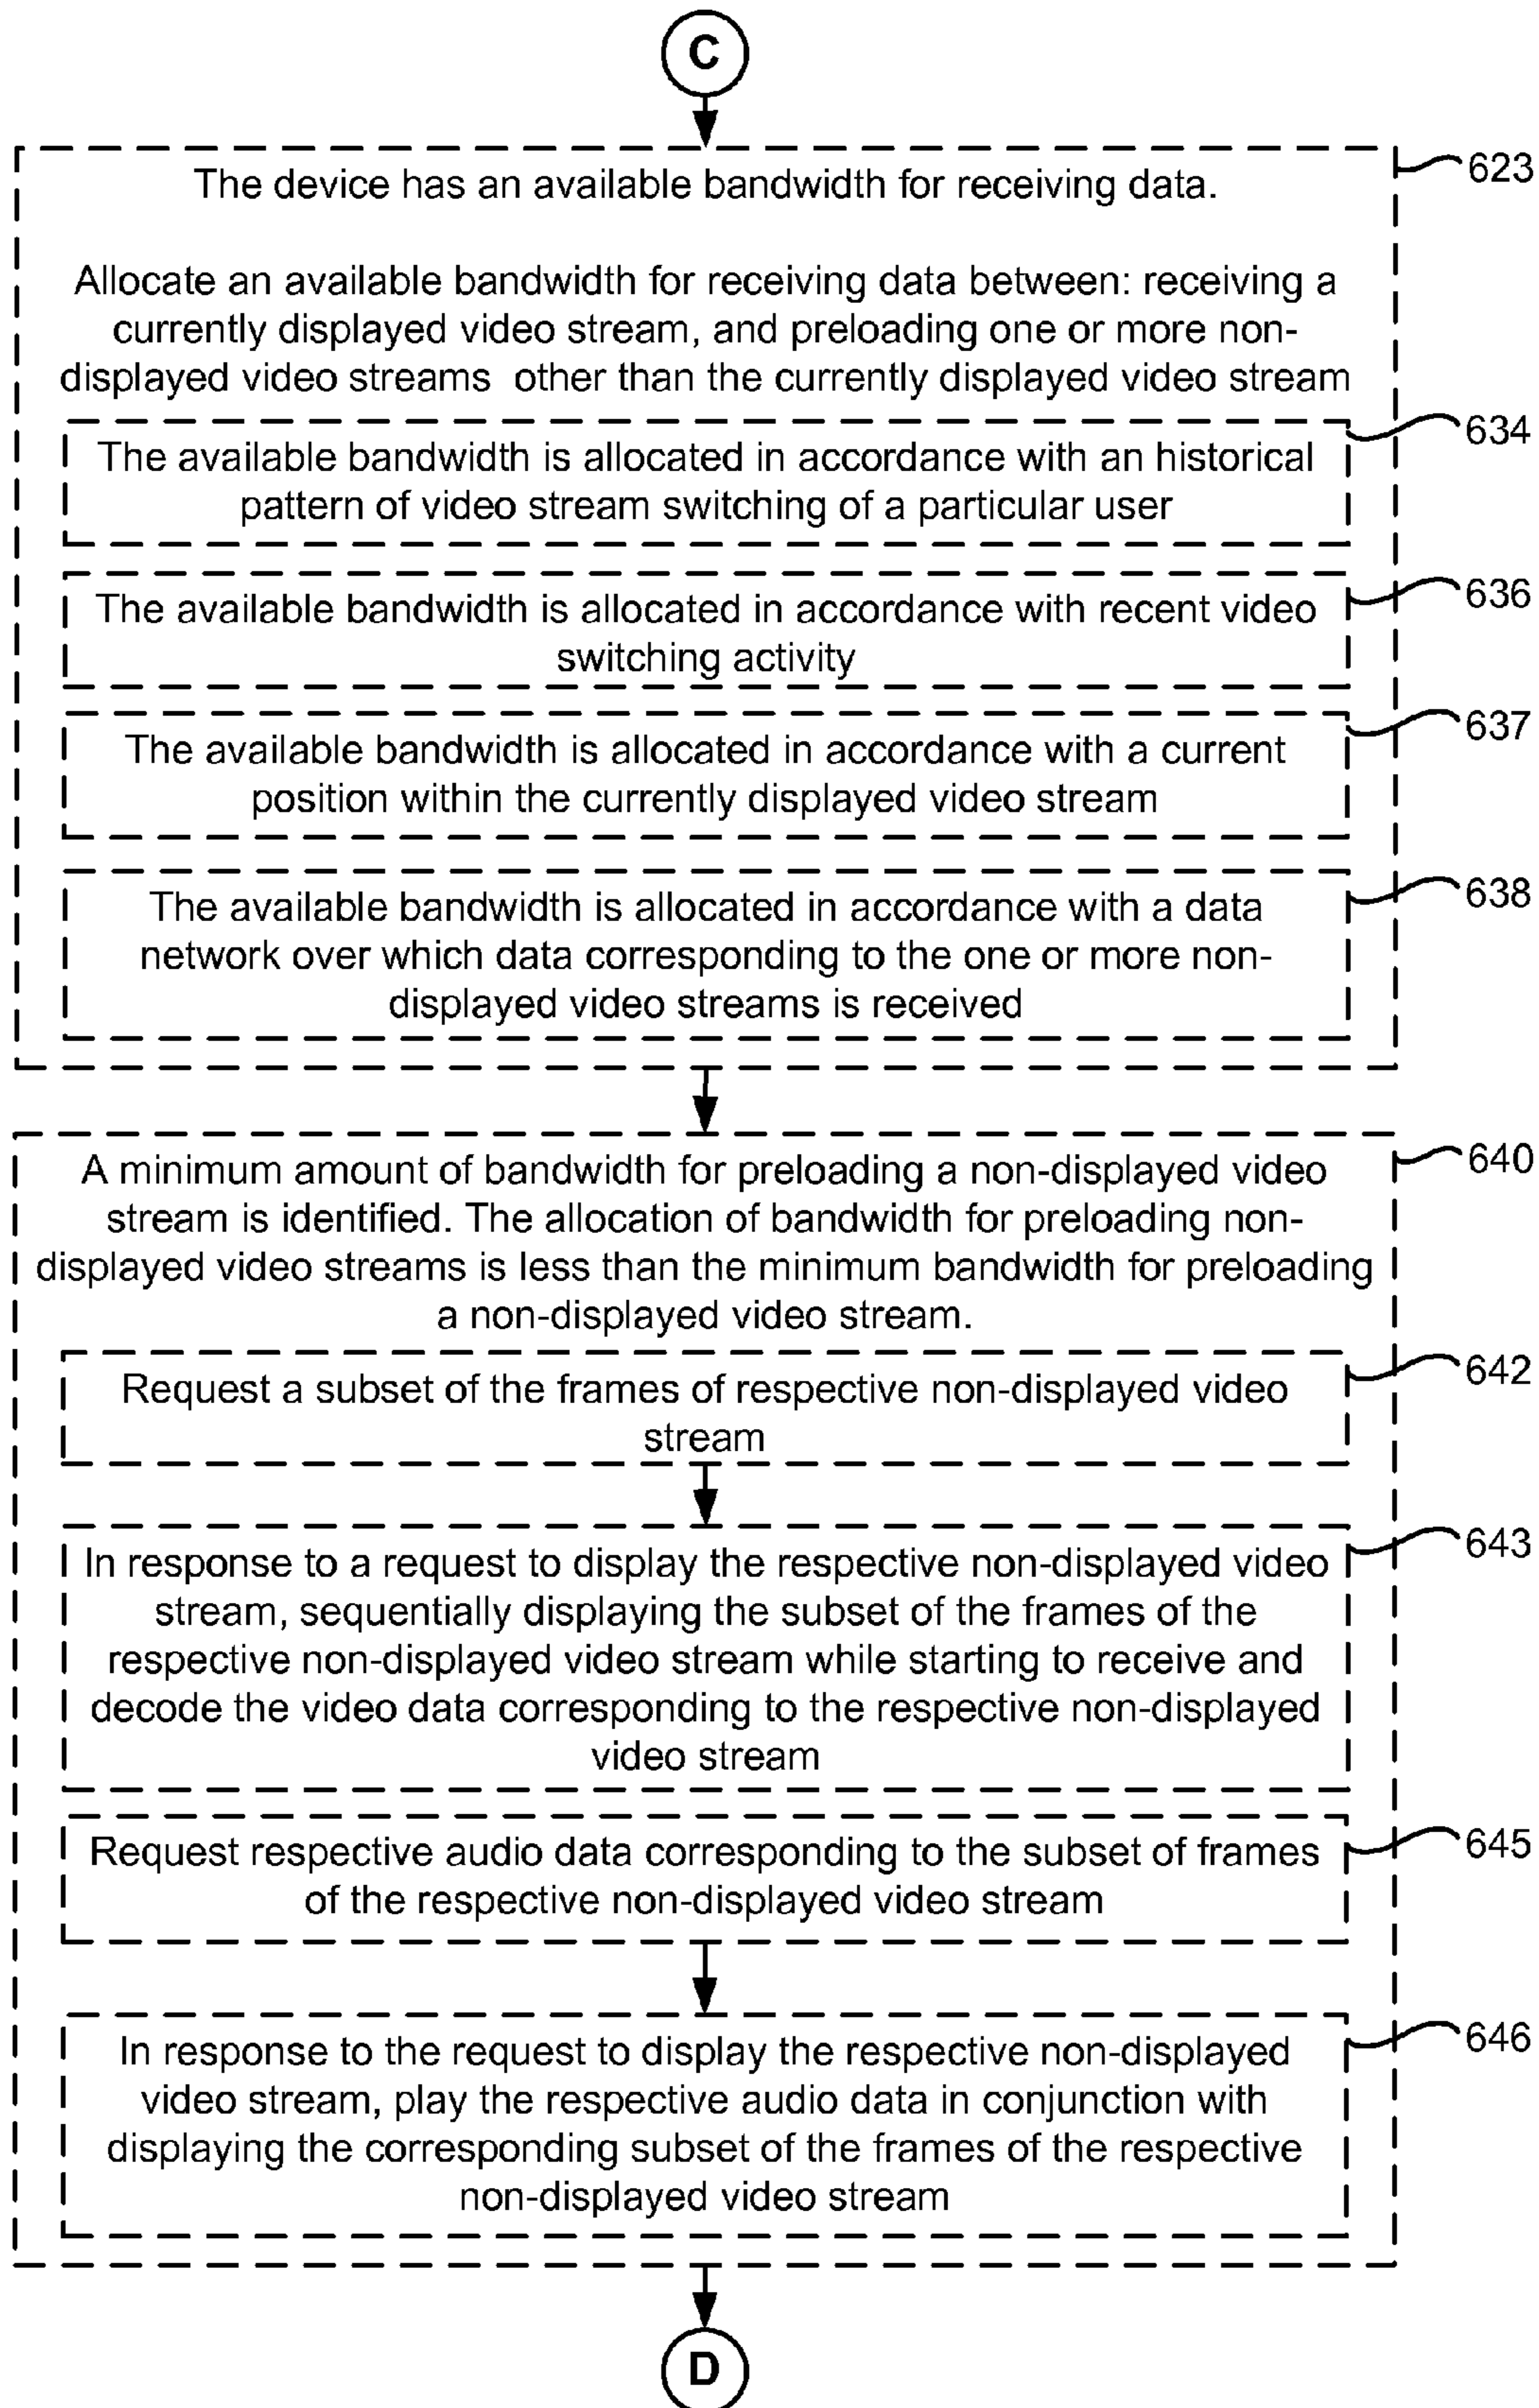 C
The device has an available bandwidth for receiving data.
623
Allocate an available bandwidth for receiving data between: receiving a
currently displayed video stream, and preloading one or more non-
displayed video streams other than the currently displayed video stream
634
The available bandwidth is allocated in accordance with an historical
pattern of video stream switching of a particular user
636
The available bandwidth is allocated in accordance with recent video
switching activity
637
The available bandwidth is allocated in accordance with a current
position within the currently displayed video stream
638
The available bandwidth is allocated in accordance with a data
network over which data corresponding to the one or more non-
displayed video streams is received
640
A minimum amount of bandwidth for preloading a non-displayed video
stream is identified. The allocation of bandwidth for preloading non-
displayed video streams is less than the minimum bandwidth for preloading
a non-displayed video stream.
642
Request a subset of the frames of respective non-displayed video
stream
643
In response to a request to display the respective non-displayed video
stream, sequentially displaying the subset of the frames of the
respective non-displayed video stream while starting to receive and
decode the video data corresponding to the respective non-displayed
video stream
645
Request respective audio data corresponding to the subset of frames
of the respective non-displayed video stream
646
In response to the request to display the respective non-displayed
video stream, play the respective audio data in conjunction with
displaying the corresponding subset of the frames of the respective
non-displayed video stream
D